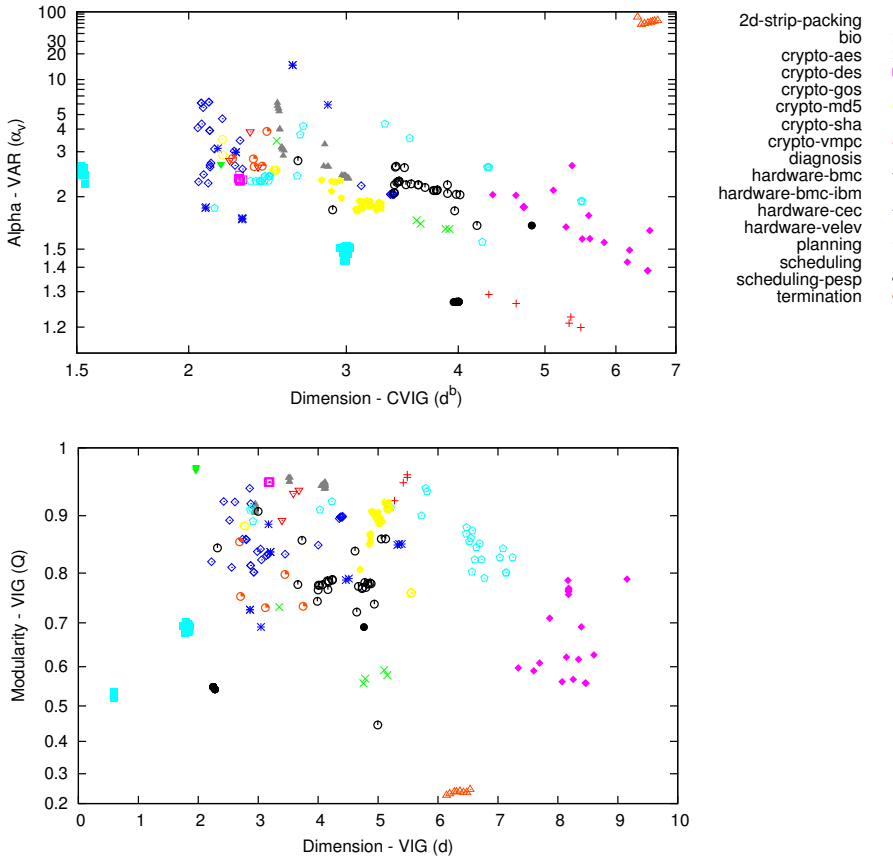 100
50
30
20
10
5
4
3
2
1.5
1.4
1.3
1.2
Alpha - VAR (αv)
1.5 2 3 4 5 6 7
Dimension - CVIG (d^b)
2d-strip-packing
bio
crypto-aes
crypto-des
crypto-gos
crypto-md5
crypto-sha
crypto-vmpc
diagnosis
hardware-bmc
hardware-bmc-ibm
hardware-cec
hardware-velev
planning
scheduling
scheduling-pesp
termination
1
0.9
0.8
0.7
0.6
0.5
0.4
0.3
0.2
Modularity - VIG (Q)
0 1 2 3 4 5 6 7 8 9 10
Dimension - VIG (d)